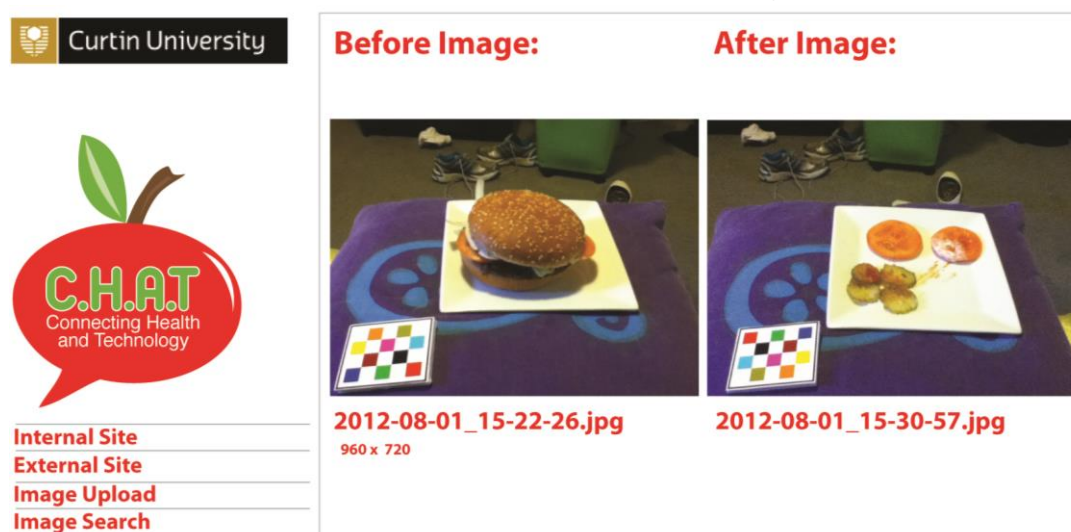 Curtin University
C.H.A.T
Connecting Health
and Technology
Internal Site
External Site
Image Upload
Image Search
Before Image:
After Image:
2012-08-01_15-22-26.jpg
2012-08-01_15-30-57.jpg
960 x 720